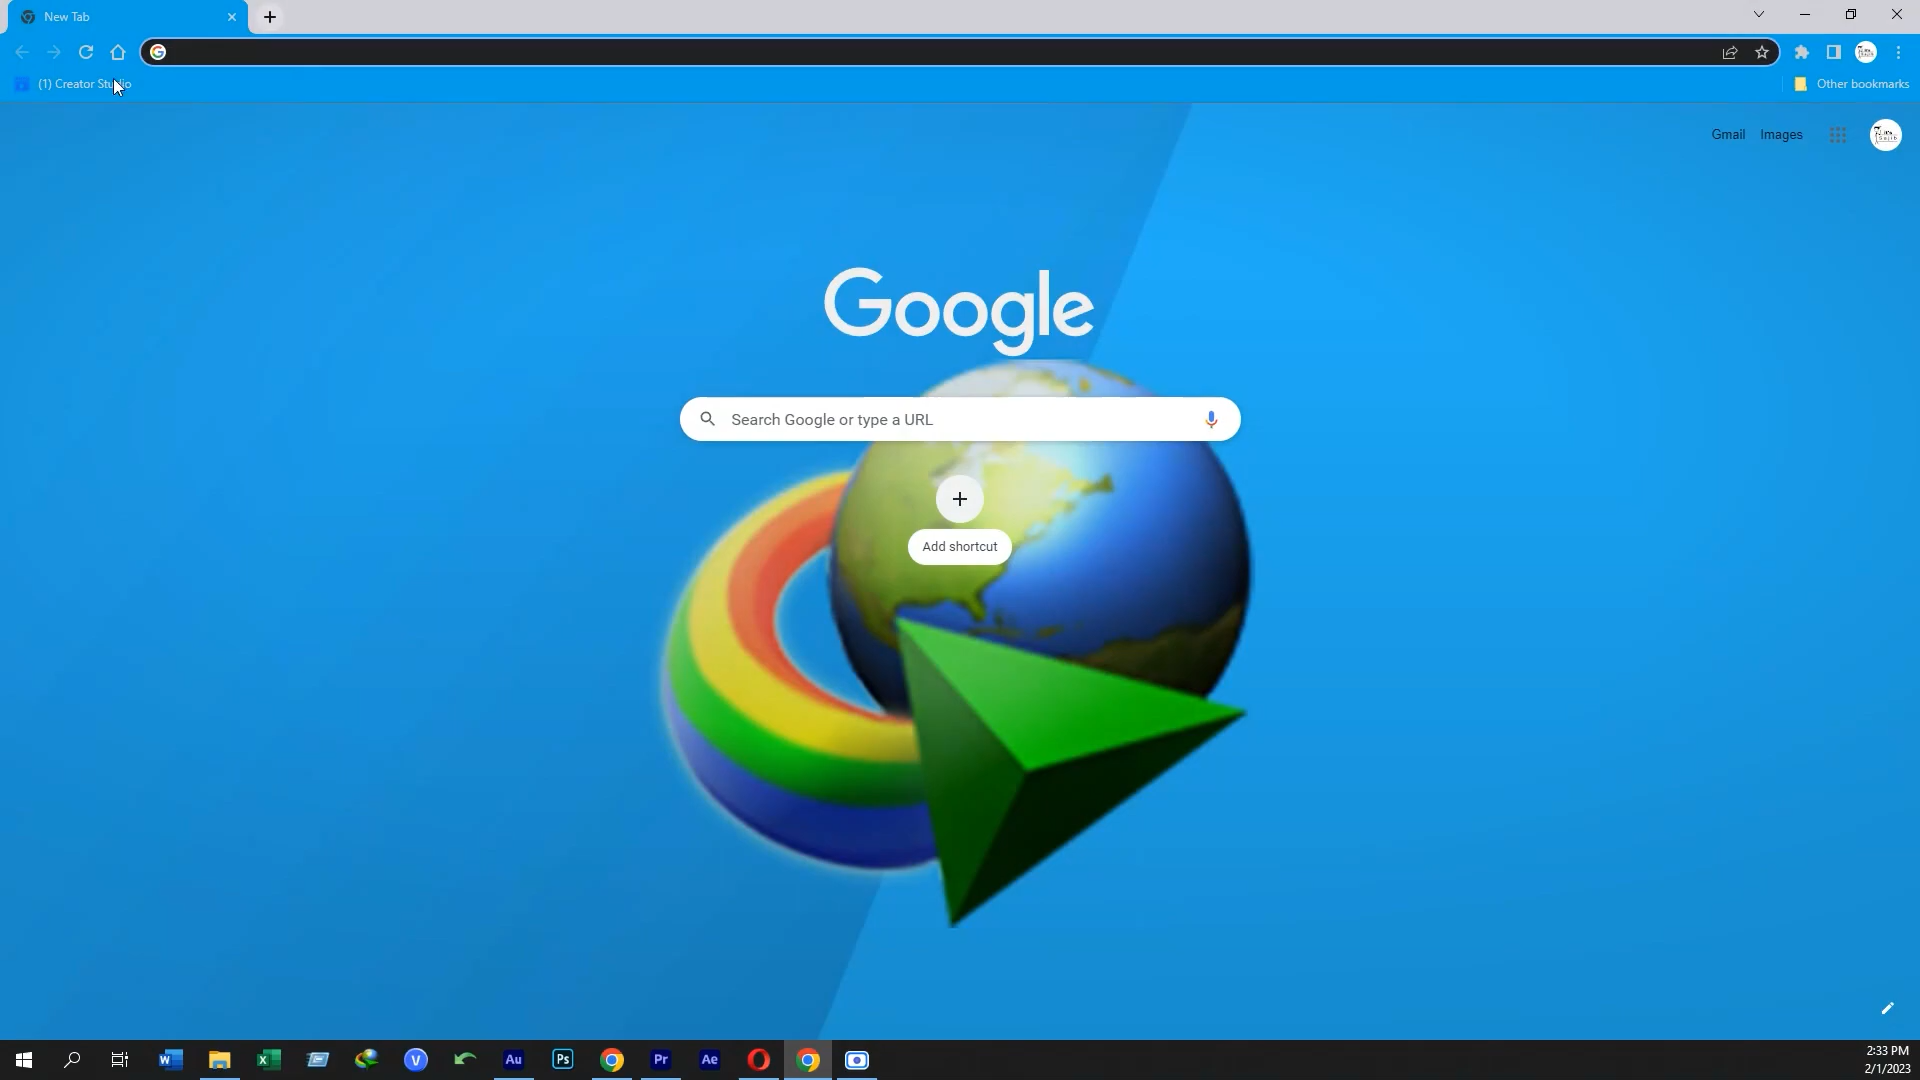 New Tab
(1) Creator Studio
Other bookmarks
Gmail Images
Google
Search Google or type a URL
Add shortcut
W
X
V
Au
Ps
Pr
Ae
2:33 PM
2/1/2023